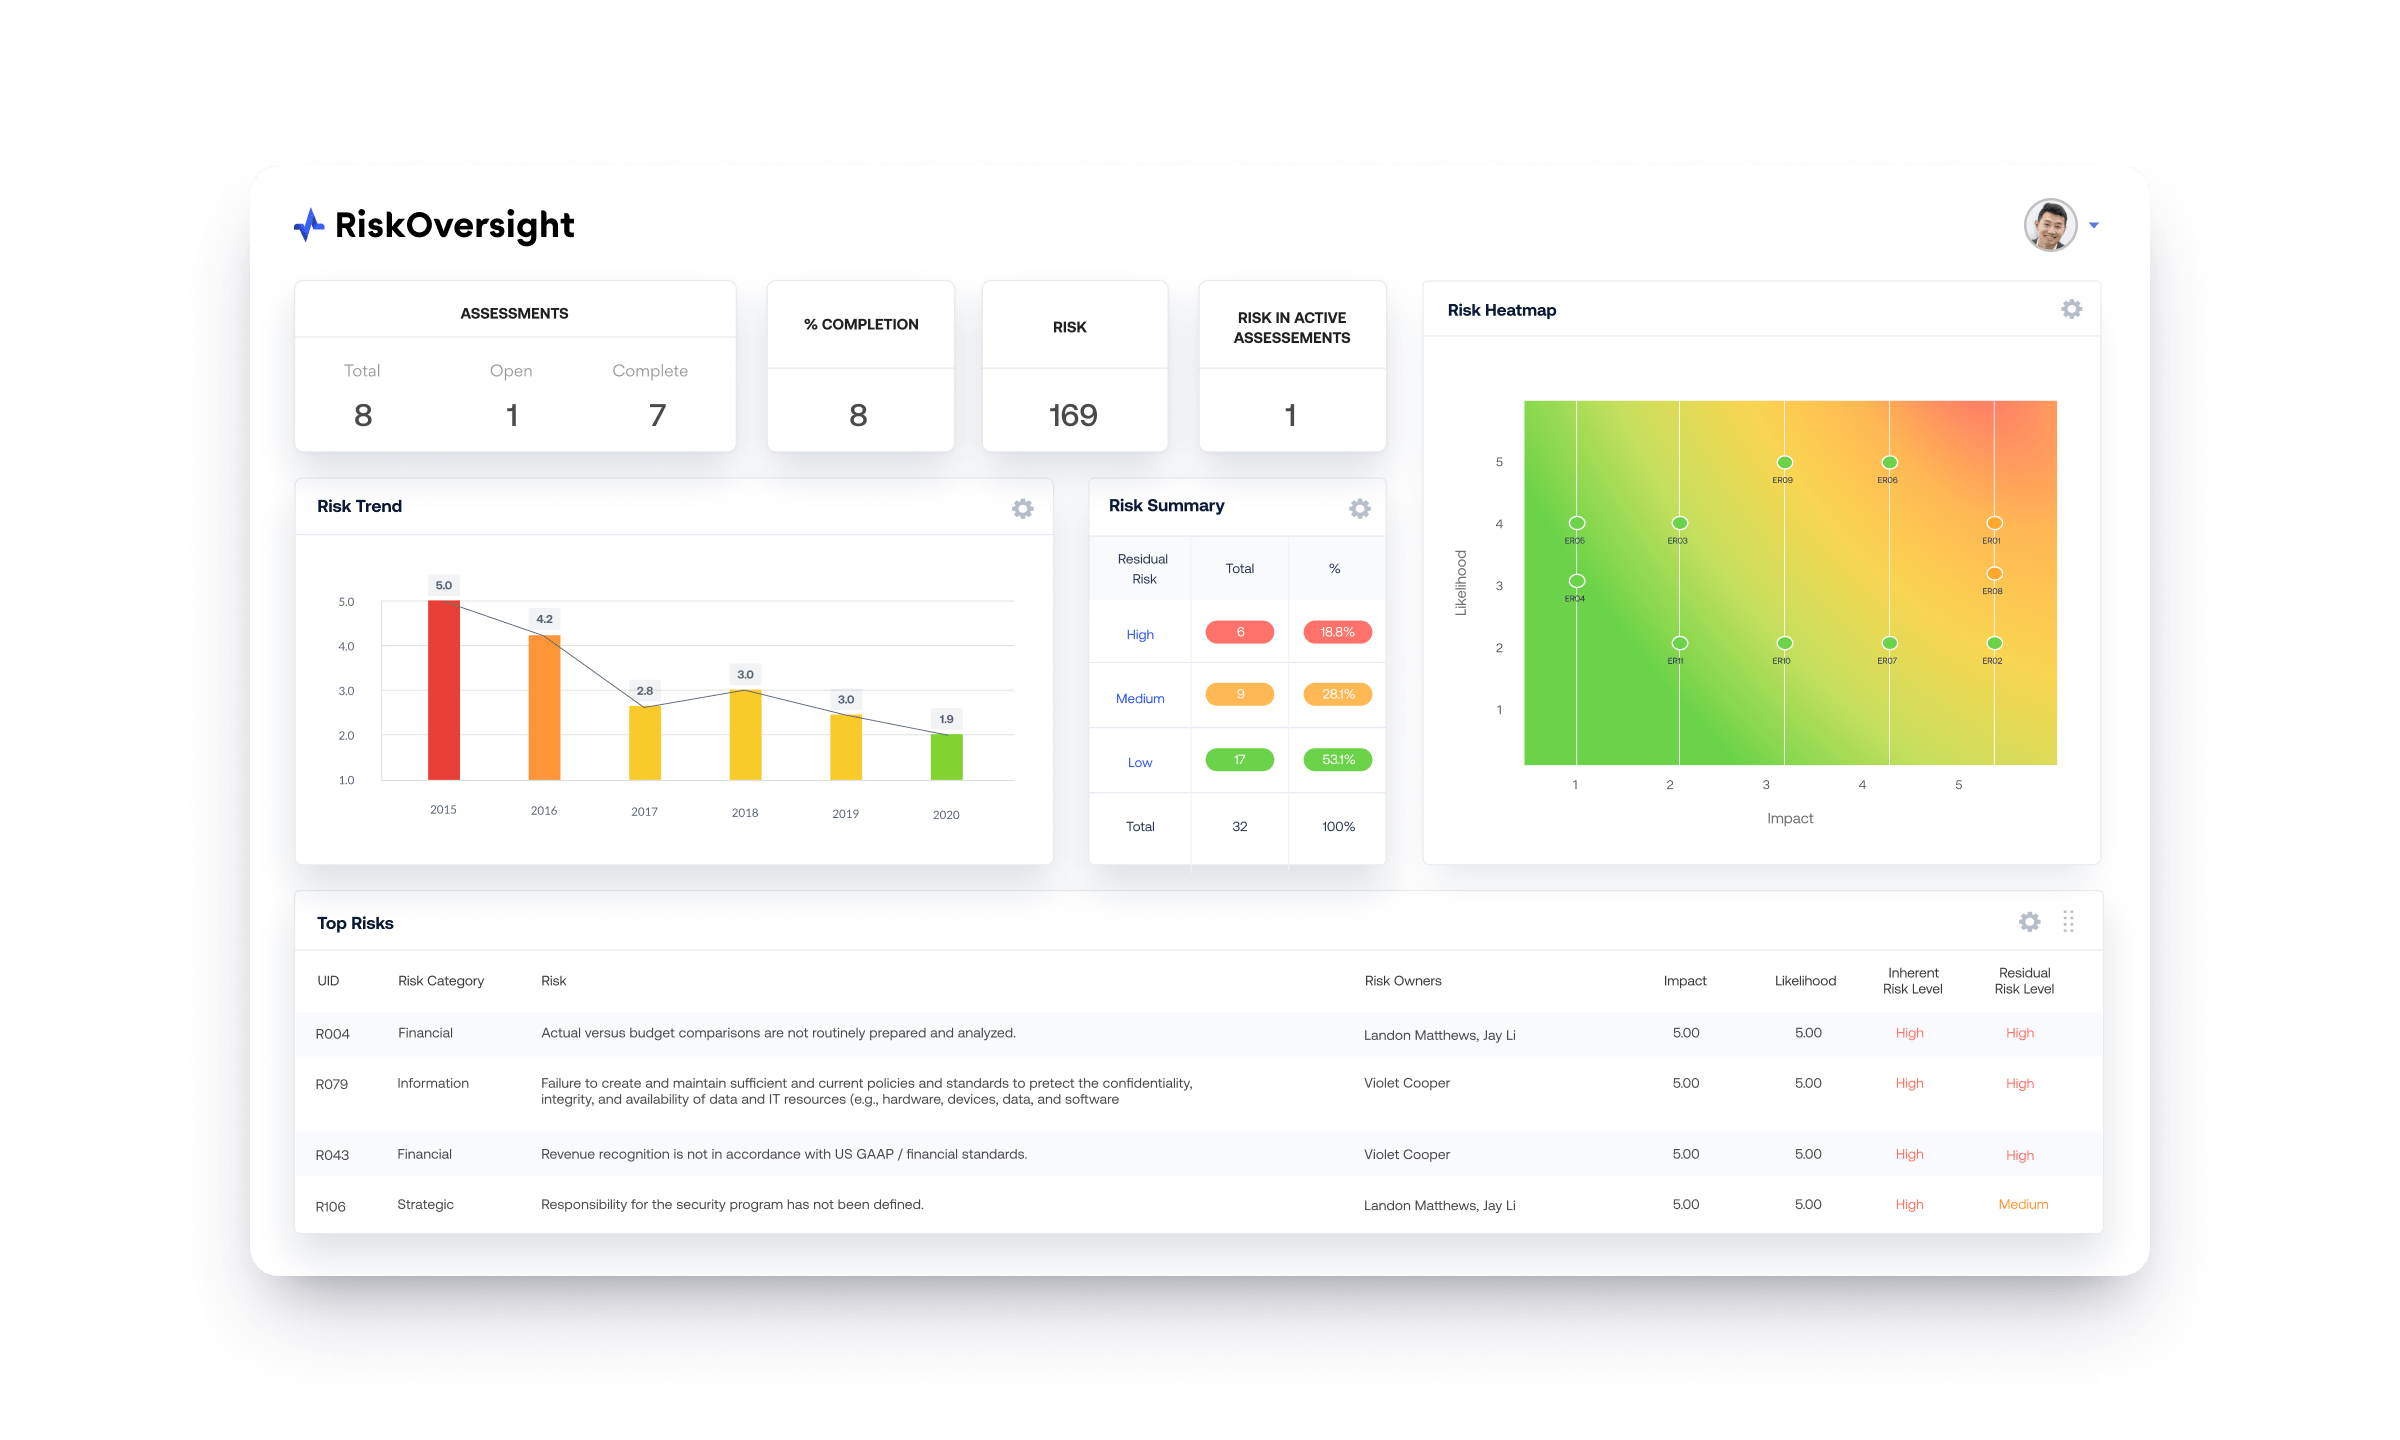 RiskOversight
ASSESSMENTS
Total Open Complete
8 1 7
% COMPLETION
8
RISK
169
RISK IN ACTIVE
ASSESSEMENTS
1
Risk Trend
5.0
4.0
3.0
2.0
1.0
5.0
4.2
2.8
3.0
3.0
1.9
2015 2016 2017 2018 2019 2020
Risk Summary
Residual
Risk
Total
%
High 6 18.8%
Medium 9 28.1%
Low 17 53.1%
Total 32 100%
Risk Heatmap
Likelihood
5
4
3
2
1
ER09
ER06
ER05
ER03
ER01
ER04
ER08
ER11
ER10
ER07
ER02
1 2 3 4 5
Impact
Top Risks
UID
Risk Category
Risk
Risk Owners
Impact
Likelihood
Inherent
Risk Level
Residual
Risk Level
R004 Financial Actual versus budget comparisons are not routinely prepared and analyzed. Landon Matthews, Jay Li 5.00 5.00 High High
R079 Information Failure to create and maintain sufficient and current policies and standards to pretect the confidentiality, Violet Cooper 5.00 5.00 High High
integrity, and availability of data and IT resources (e.g., hardware, devices, data, and software
R043 Financial Revenue recognition is not in accordance with US GAAP / financial standards. Violet Cooper 5.00 5.00 High High
R106 Strategic Responsibility for the security program has not been defined. Landon Matthews, Jay Li 5.00 5.00 High Medium